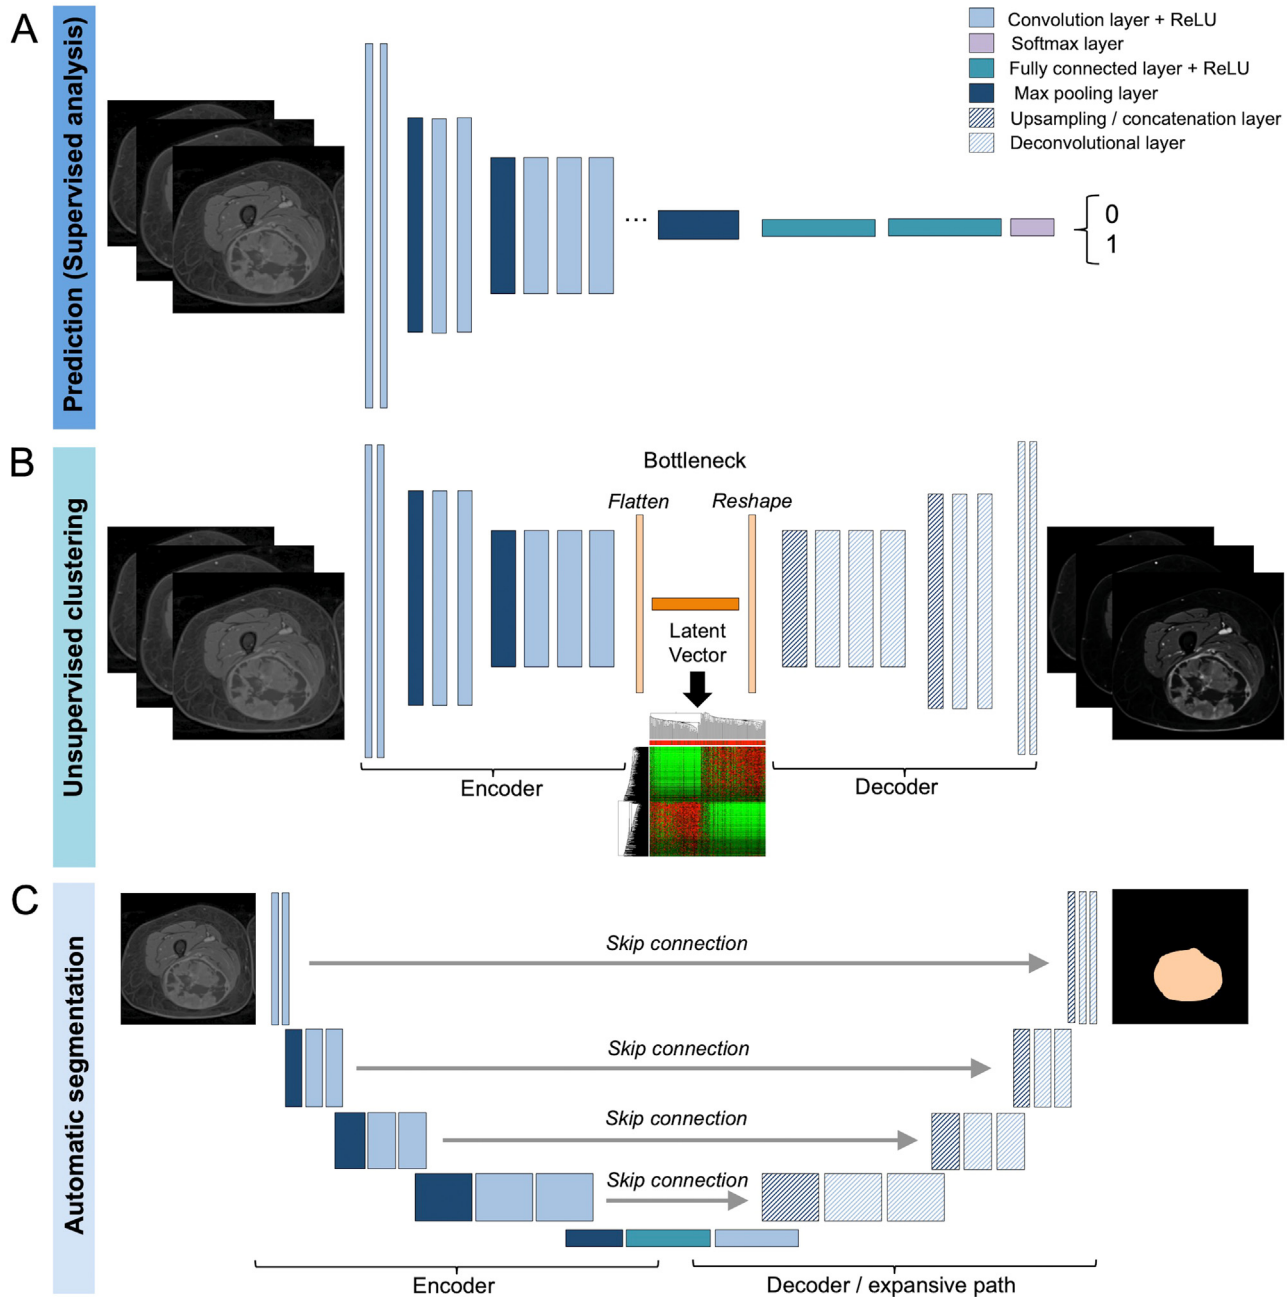 A
Prediction (Supervised analysis)
Convolution layer + ReLU
Softmax layer
Fully connected layer + ReLU
Max pooling layer
Upsampling / concatenation layer
Deconvolutional layer
...
0
1
B
Unsupervised clustering
Bottleneck
Flatten
Reshape
Latent
Vector
Encoder
Decoder
C
Automatic segmentation
Skip connection
Skip connection
Skip connection
Skip connection
Encoder
Decoder / expansive path